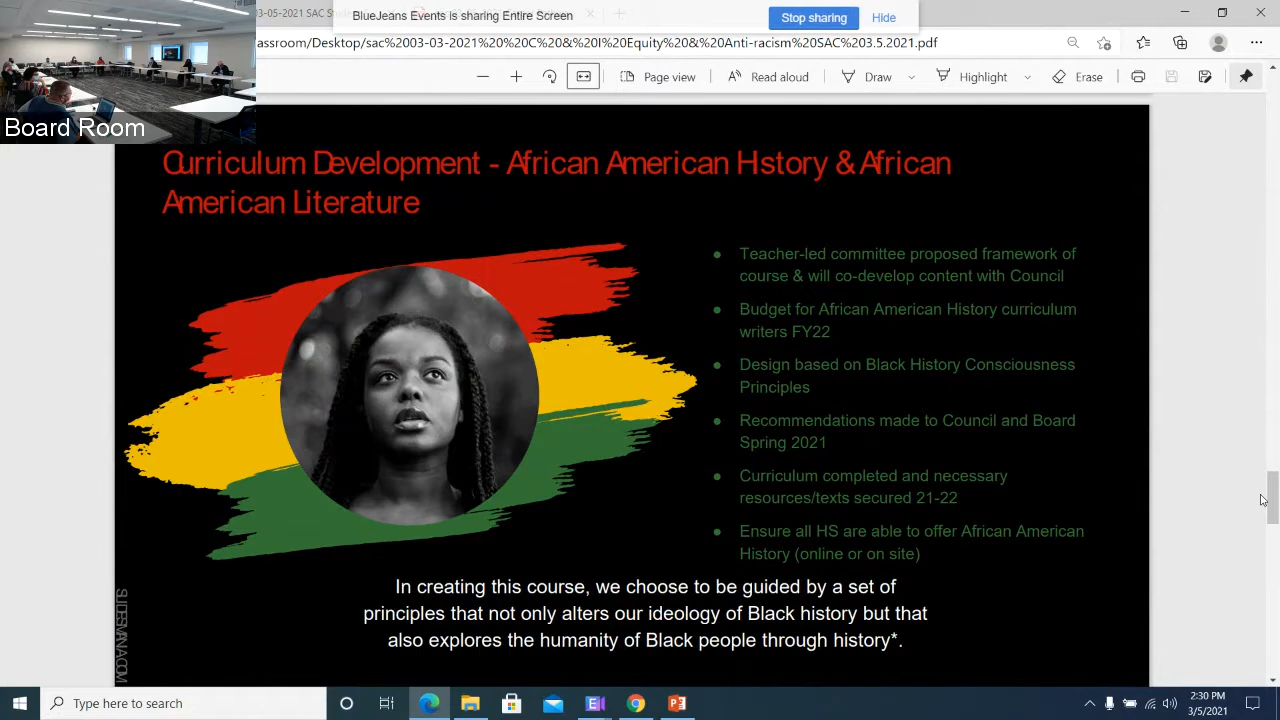 03-05-2021 SAC Stud
BlueJeans Events is sharing Entire Screen
Stop sharing
Hide
assroom/Desktop/sac%2003-03-2021%20%20C%20&%20I%20Equity%20&%20Anti-racism%20SAC%203.5.2021.pdf
Page view
Read aloud
Draw
Highlight
Erase
Board Room
Curriculum Development - African American History & African
American Literature
Teacher-led committee proposed framework of
course & will co-develop content with Council
Budget for African American History curriculum
writers FY22
Design based on Black History Consciousness
Principles
Recommendations made to Council and Board
Spring 2021
Curriculum completed and necessary
resources/texts secured 21-22
Ensure all HS are able to offer African American
History (online or on site)
In creating this course, we choose to be guided by a set of
principles that not only alters our ideology of Black history but that
also explores the humanity of Black people through history*.
SLIDESMANIA.COM
Type here to search
2:30 PM
3/5/2021